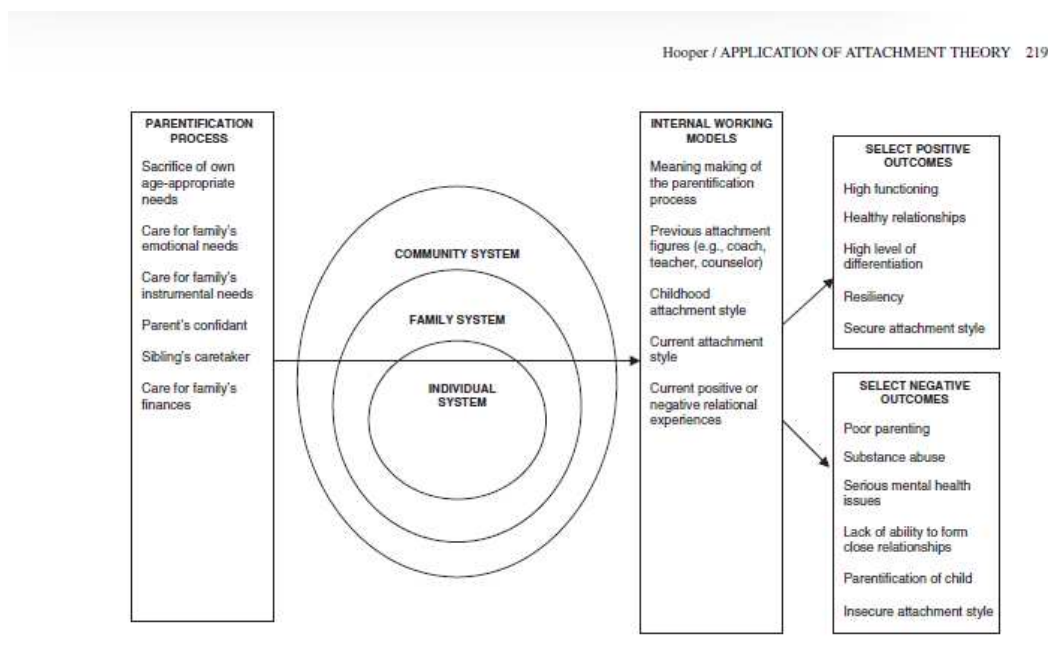 Hooper / APPLICATION OF ATTACHMENT THEORY 219
PARENTIFICATION
PROCESS
Sacrifice of own
age-appropriate
needs
Care for family's
emotional needs
Care for family's
instrumental needs
Parent's confidant
Sibling's caretaker
Care for family's
finances
COMMUNITY SYSTEM
FAMILY SYSTEM
INDIVIDUAL
SYSTEM
INTERNAL WORKING
MODELS
Meaning making of
the parentification
process
Previous attachment
figures (e.g., coach,
teacher, counselor)
Childhood
attachment style
Current attachment
style
Current positive or
negative relational
experiences
SELECT POSITIVE
OUTCOMES
High functioning
Healthy relationships
High level of
differentiation
Resiliency
Secure attachment style
SELECT NEGATIVE
OUTCOMES
Poor parenting
Substance abuse
Serious mental health
issues
Lack of ability to form
close relationships
Parentification of child
Insecure attachment style